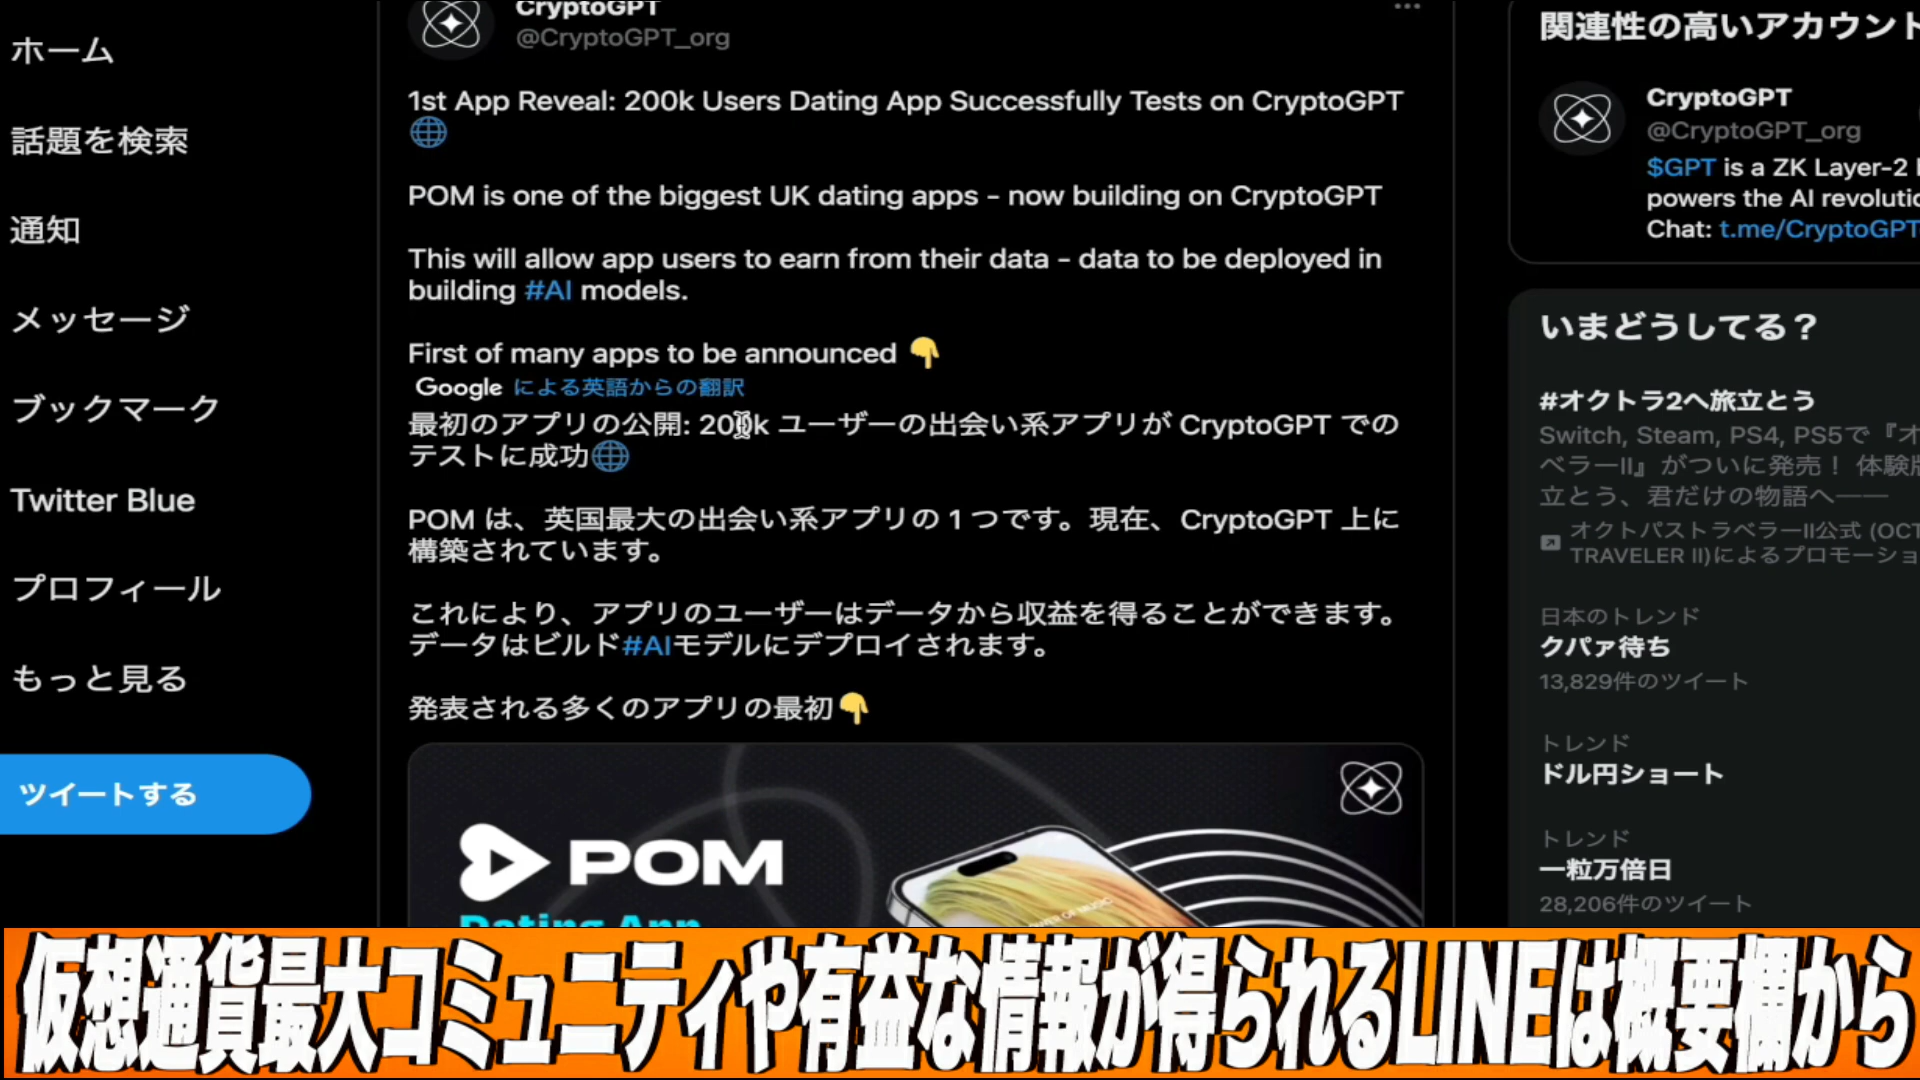 ホーム
話題を検索
通知
メッセージ
ブックマーク
Twitter Blue
プロフィール
もっと見る
ツイートする
CryptoGPT
@CryptoGPT_org
1st App Reveal: 200k Users Dating App Successfully Tests on CryptoGPT
POM is one of the biggest UK dating apps – now building on CryptoGPT
This will allow app users to earn from their data – data to be deployed in
building #AI models.
First of many apps to be announced 👇
Google による英語からの翻訳
最初のアプリの公開: 200k ユーザーの出会い系アプリが CryptoGPT での
テストに成功🌐
POM は、英国最大の出会い系アプリの 1 つです。現在、CryptoGPT 上に
構築されています。
これにより、アプリのユーザーはデータから収益を得ることができます。
データはビルド#AIモデルにデプロイされます。
発表される多くのアプリの最初👇
POM
Dating App
POWER OF MUSIC
関連性の高いアカウント
CryptoGPT
@CryptoGPT_org
$GPT is a ZK Layer-2
powers the AI
Chat: t.me/CryptoGPT
いまどうしてる？
#オクトラ2へ旅立とう
Switch, Steam, PS4, PS5で『オ
ベラーII』がついに発売！ 体験版
立とう、君だけの物語へ――
オクトパストラベラーII公式 (OCT
TRAVELER II)によるプロモーショ
日本のトレンド
クパァ待ち
13,829件のツイート
トレンド
ドル円ショート
トレンド
一粒万倍日
28,206件のツイート
仮想通貨最大コミュニティや有益な情報が得られるLINEは概要欄から